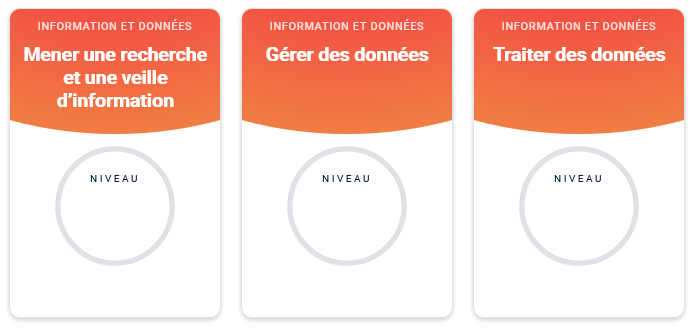 INFORMATION ET DONNÉES
Mener une recherche
et une veille
d’information
NIVEAU
INFORMATION ET DONNÉES
Gérer des données
NIVEAU
INFORMATION ET DONNÉES
Traiter des données
NIVEAU